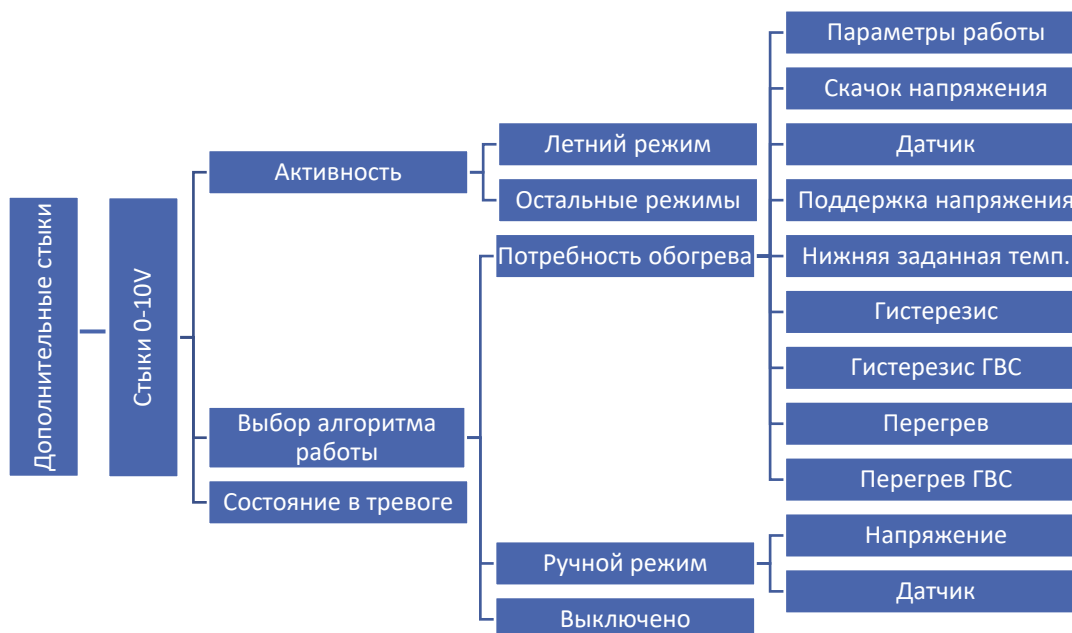 Дополнительные стыки
Стыки 0-10V
Активность
Летний режим
Остальные режимы
Выбор алгоритма
работы
Потребность обогрева
Параметры работы
Скачок напряжения
Датчик
Поддержка напряжения
Нижняя заданная темп.
Гистерезис
Гистерезис ГВС
Перегрев
Перегрев ГВС
Ручной режим
Напряжение
Датчик
Выключено
Состояние в тревоге